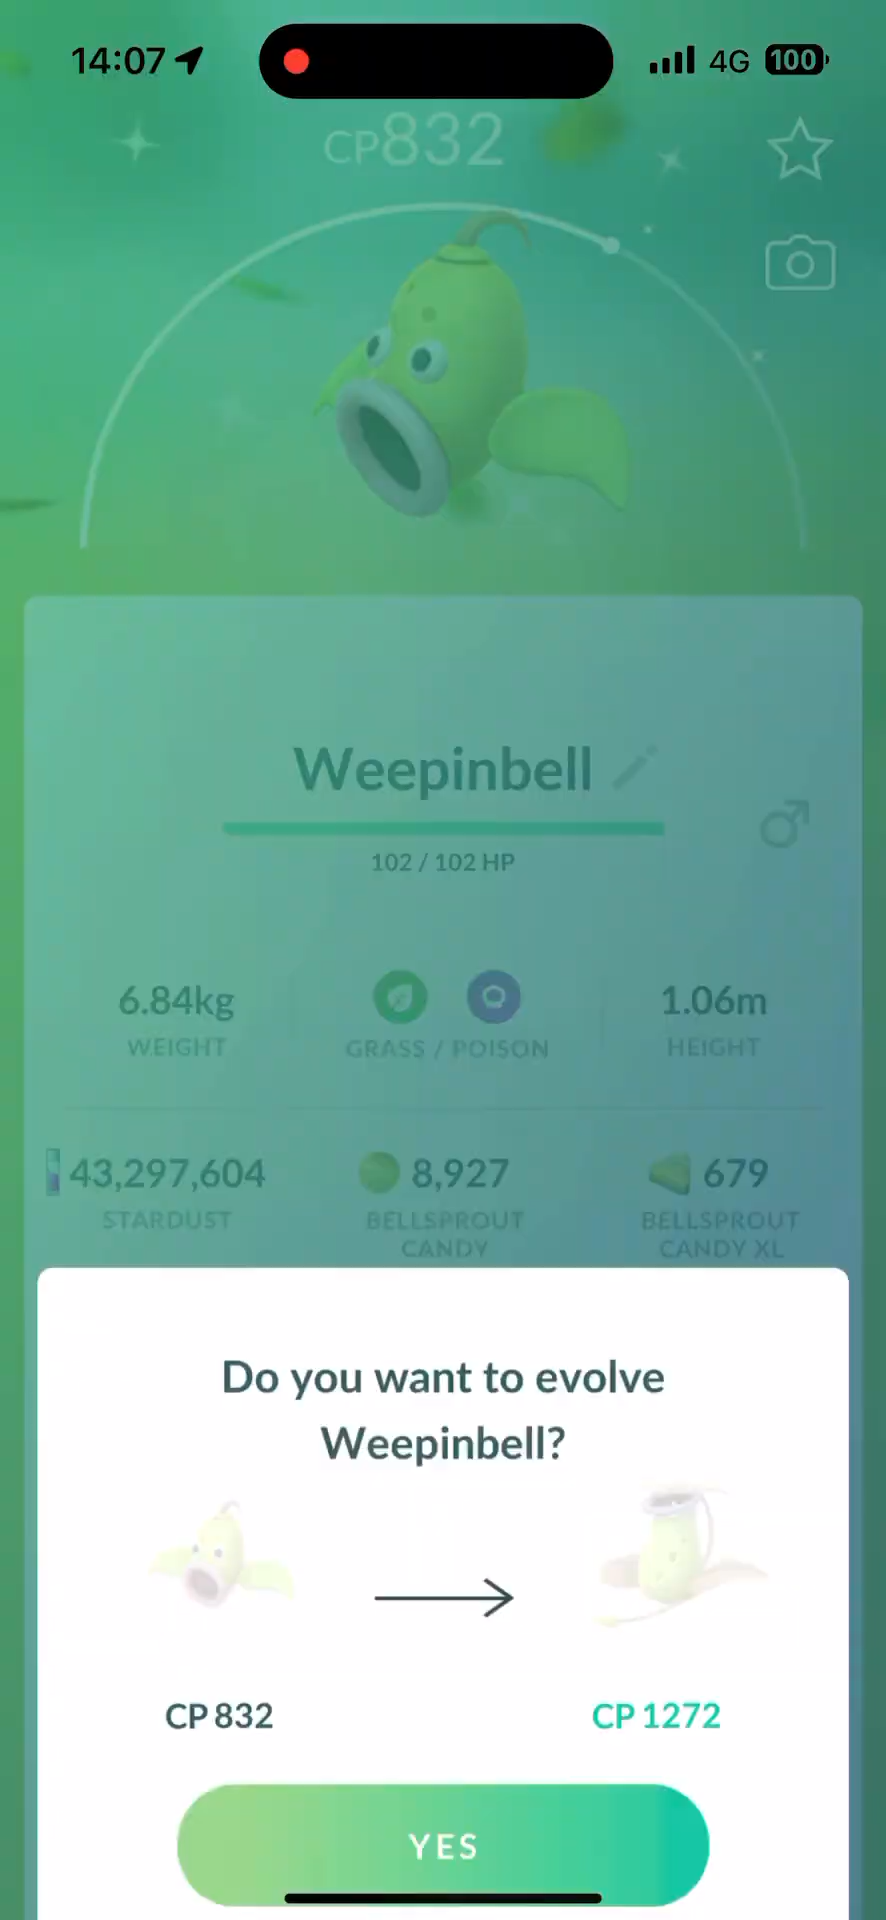 14:07 4G 100
CP832
Weepinbell
102 / 102 HP
6.84kg 1.06m
WEIGHT GRASS / POISON HEIGHT
43,297,604 8,927 679
STARDUST BELLSPROUT BELLSPROUT
CANDY CANDY XL
Do you want to evolve
Weepinbell?
CP 832 CP 1272
YES